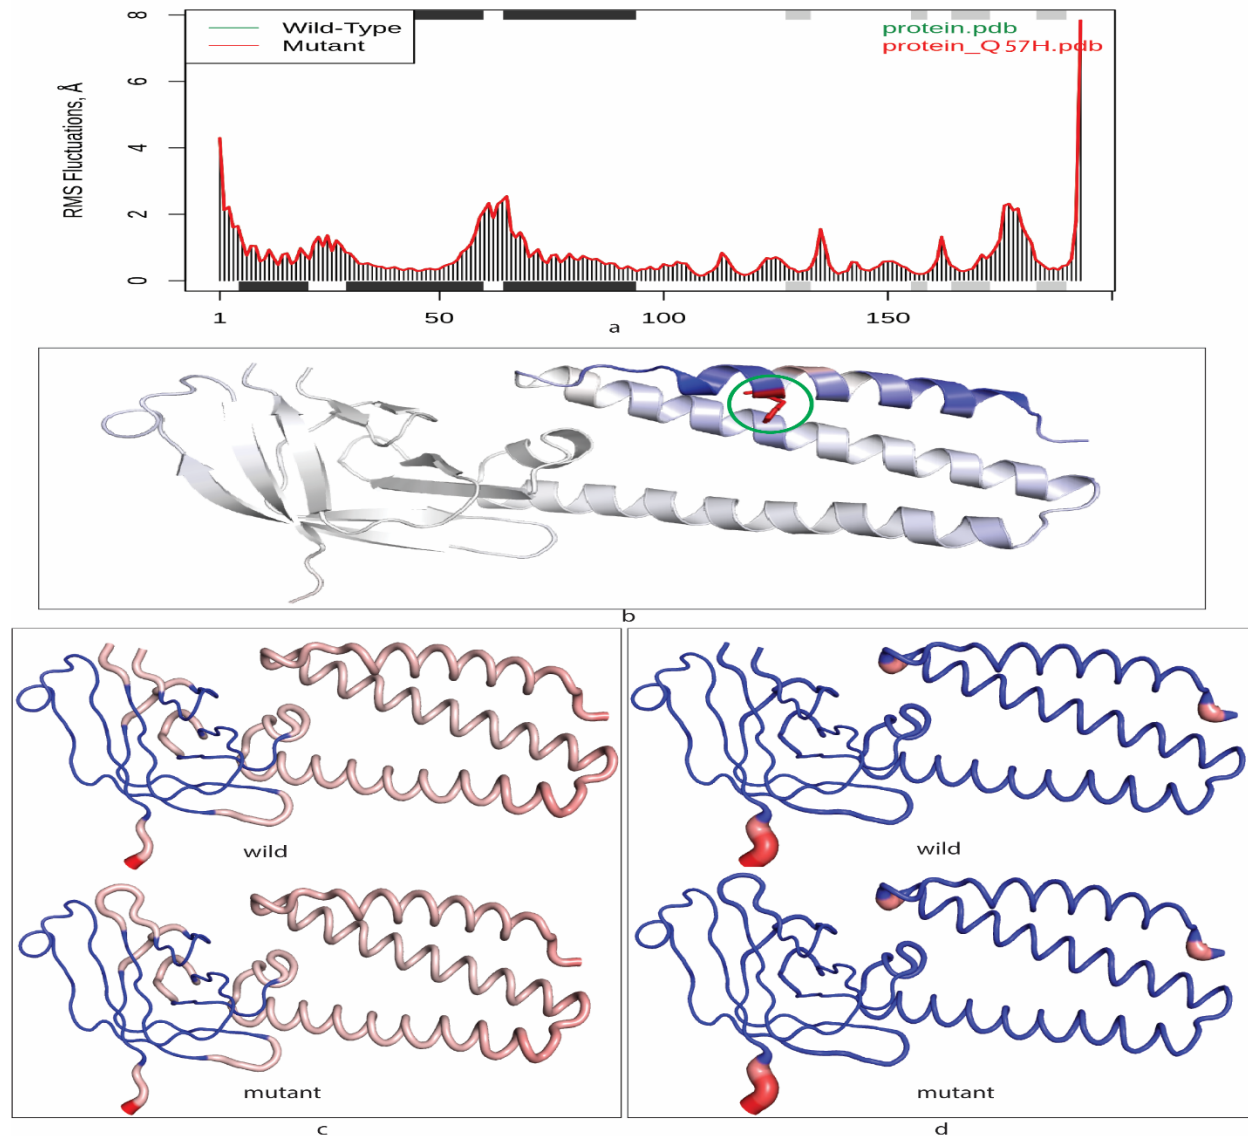 8
Wild-Type
Mutant
protein.pdb
protein_Q57H.pdb
RMS Fluctuations, Å
6
4
2
0
1
50
100
150
a
b
wild
wild
mutant
mutant
c
d